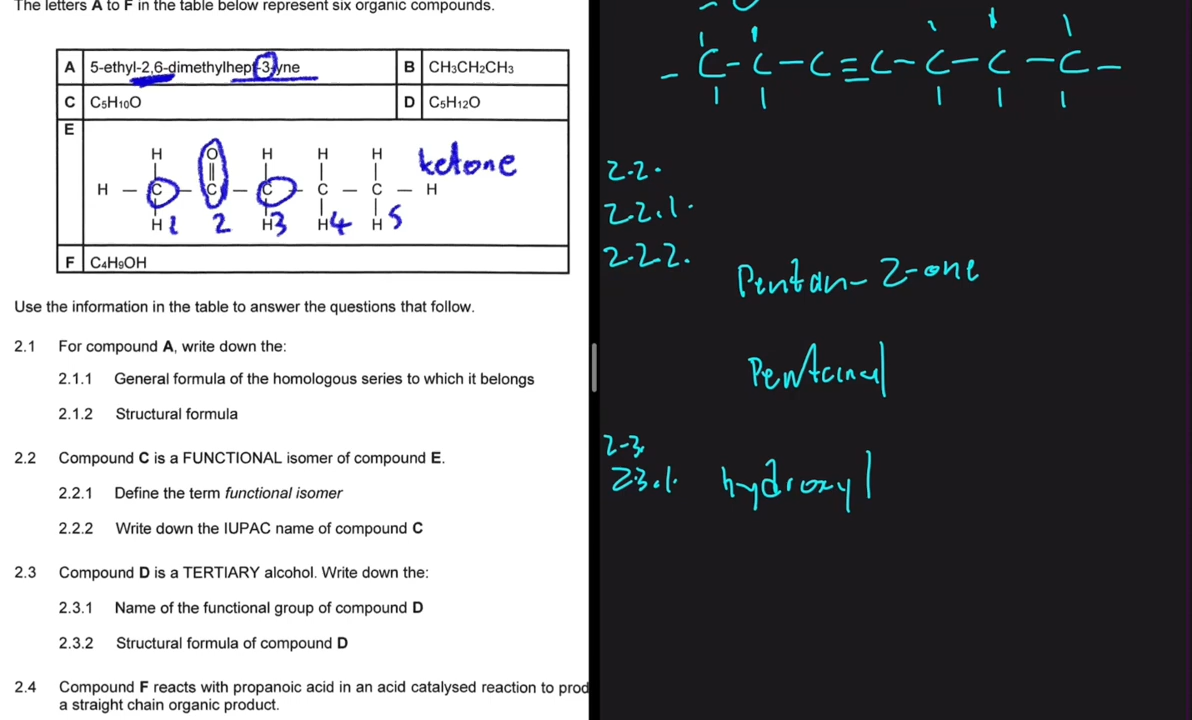 The letters A to F in the table below represent six organic compounds.
A 5-ethyl-2,6-dimethylhept-3-yne B CH₃CH₂CH₃
C C₅H₁₀O D C₅H₁₂O
E
H O H H H
H – C – C – C – C – C – H
H H H H
1 2 3 4 5
ketone
F C₄H₉OH
Use the information in the table to answer the questions that follow.
2.1 For compound A, write down the:
2.1.1 General formula of the homologous series to which it belongs
2.1.2 Structural formula
2.2 Compound C is a FUNCTIONAL isomer of compound E.
2.2.1 Define the term functional isomer
2.2.2 Write down the IUPAC name of compound C
2.3 Compound D is a TERTIARY alcohol. Write down the:
2.3.1 Name of the functional group of compound D
2.3.2 Structural formula of compound D
2.4 Compound F reacts with propanoic acid in an acid catalysed reaction to prod
a straight chain organic product.
– C – C – C ≡ C – C – C – C –
2.2.
2.2.1.
2.2.2.
Pentan-2-one
Pentanal
2.3.
2.3.1. hydroxyl